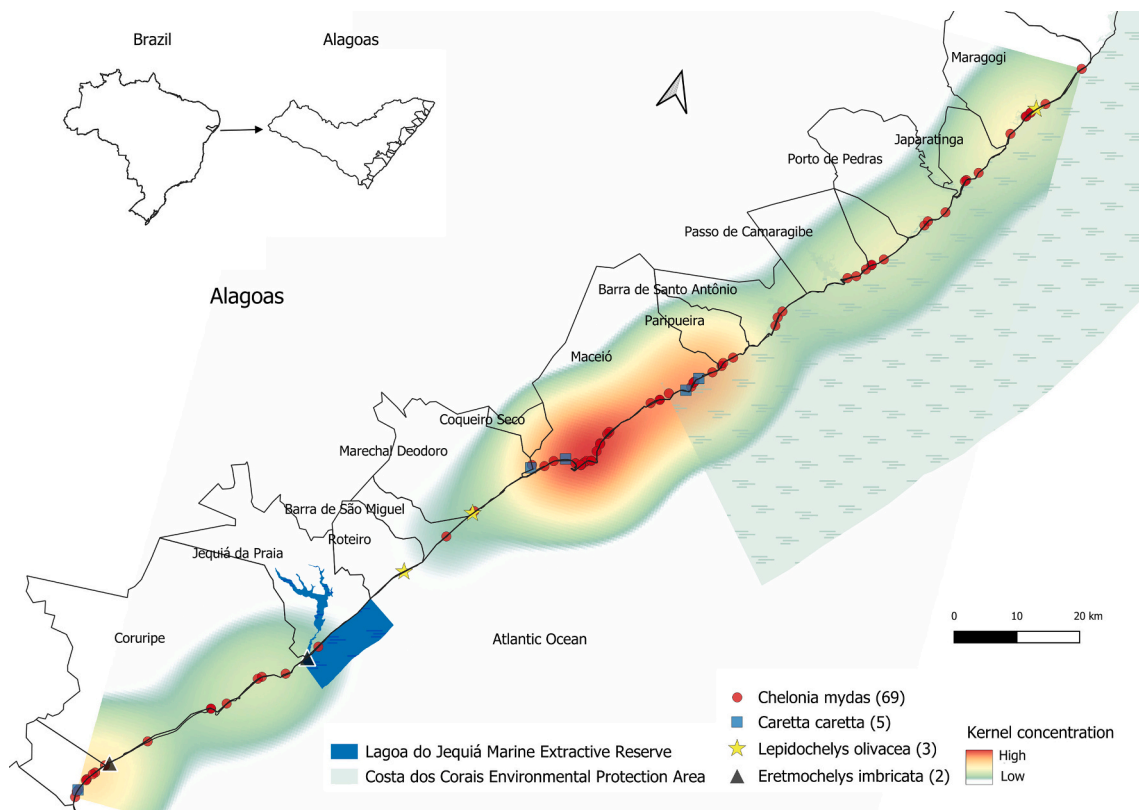 Brazil
Alagoas
Maragogi
Japaratinga
Porto de Pedras
Passo de Camaragibe
Barra de Santo Antônio
Alagoas
Paripueira
Maceió
Coqueiro Seco
Marechal Deodoro
Barra de São Miguel
Roteiro
Jequiá da Praia
Coruripe
Atlantic Ocean
0 10 20 km
Chelonia mydas (69)
Caretta caretta (5)
Lepidochelys olivacea (3)
Eretmochelys imbricata (2)
Kernel concentration
High
Low
Lagoa do Jequiá Marine Extractive Reserve
Costa dos Corais Environmental Protection Area